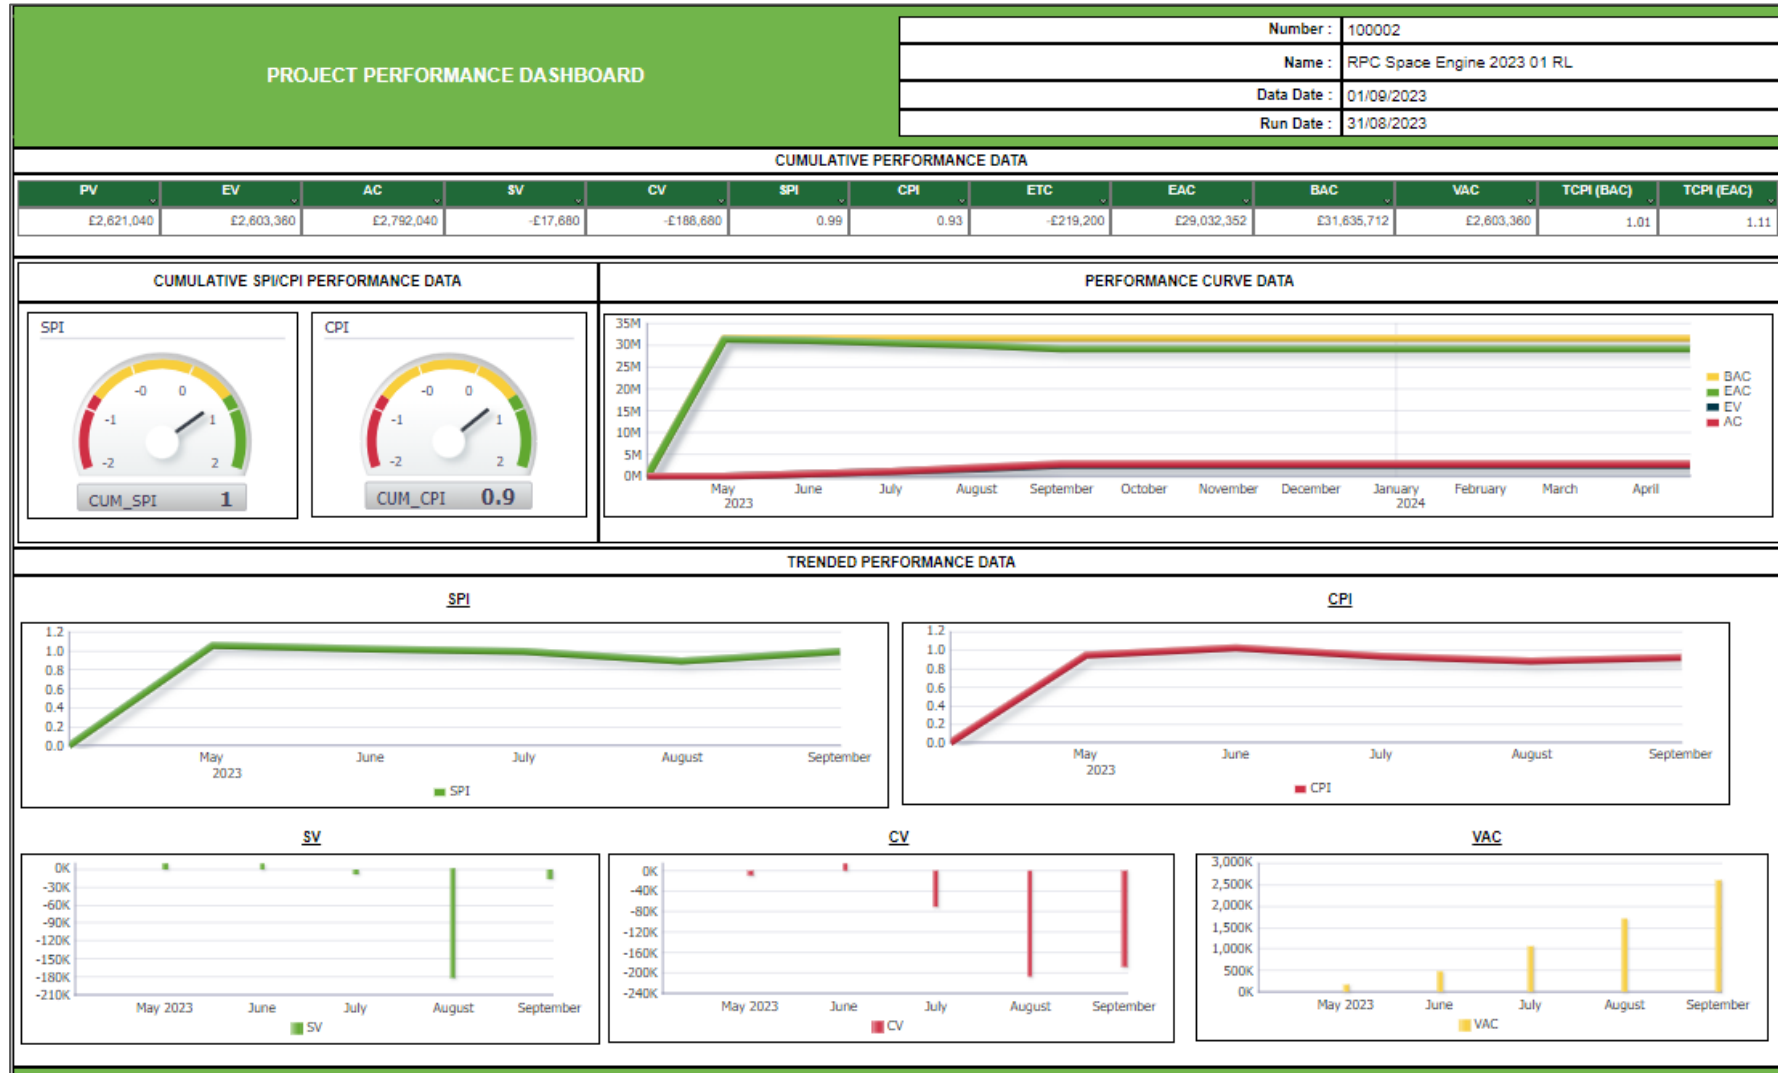 PROJECT PERFORMANCE DASHBOARD
Number : 100002
Name : RPC Space Engine 2023 01 RL
Data Date : 01/09/2023
Run Date : 31/08/2023
CUMULATIVE PERFORMANCE DATA
PV EV AC SV CV SPI CPI ETC EAC BAC VAC TCPI (BAC) TCPI (EAC)
£2,621,040 £2,603,360 £2,792,040 -£17,680 -£188,680 0.99 0.93 -£219,200 £29,032,352 £31,635,712 £2,603,360 1.01 1.11
CUMULATIVE SPI/CPI PERFORMANCE DATA
SPI
-2 -1 -0 0 1 2
CUM_SPI 1
CPI
-2 -1 -0 0 1 2
CUM_CPI 0.9
PERFORMANCE CURVE DATA
35M
30M
25M
20M
15M
10M
5M
0M
May June July August September October November December January February March April
2023 2024
BAC
EAC
EV
AC
TRENDED PERFORMANCE DATA
SPI
1.2
1.0
0.8
0.6
0.4
0.2
0.0
May June July August September
2023
SPI
CPI
1.2
1.0
0.8
0.6
0.4
0.2
0.0
May June July August September
2023
CPI
SV
0K
-30K
-60K
-90K
-120K
-150K
-180K
-210K
May 2023 June July August September
SV
CV
0K
-40K
-80K
-120K
-160K
-200K
-240K
May 2023 June July August September
CV
VAC
3,000K
2,500K
2,000K
1,500K
1,000K
500K
0K
May 2023 June July August September
VAC